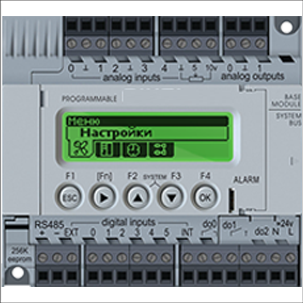 0 ⊥ 1 2 ⊥ 3 4 ⊥ 5 10v 0 ⊥ 1
analog inputs analog outputs
PROGRAMMABLE
BASE
MODULE
SYSTEM
BUS
Меню
Настройки
F1 [Fn] F2 SYSTEM F3 F4
ESC OK
ALARM
RS485 digital inputs do0 do1 +24v
+ − EXT 0 1 2 3 4 5 INT do2 N L
256K
eeprom